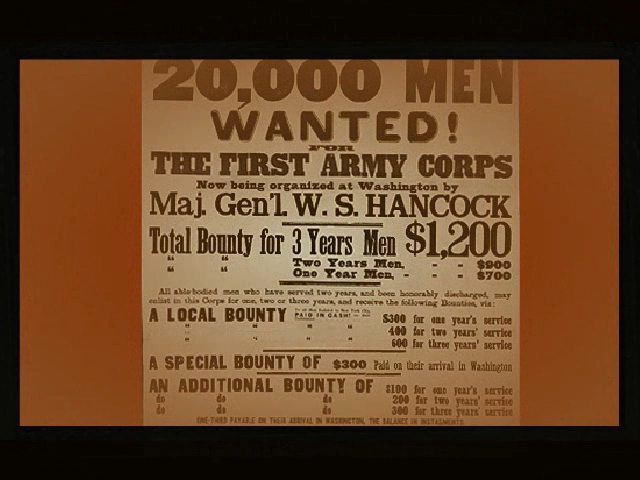 20,000 MEN
WANTED!
FOR
THE FIRST ARMY CORPS
Now being organized at Washington by
Maj. Gen'l. W. S. HANCOCK
Total Bounty for 3 Years Men $1,200
“ “ Two Years Men, - - $900
“ “ One Year Men, - - $700
All able-bodied men who have served two years, and been honorably discharged, may
enlist in this Corps for one, two or three years, and receive the following Bounties, viz:
A LOCAL BOUNTY PAID IN CASH! $300 for one year's service
" " " 400 for two years' service
" " " 600 for three years' service
A SPECIAL BOUNTY OF $300 Paid on their arrival in Washington
AN ADDITIONAL BOUNTY OF $100 for one year's service
do do do 200 for two years' service
do do do 300 for three years' service
ONE-THIRD PAYABLE ON THEIR ARRIVAL IN WASHINGTON, THE BALANCE IN INSTALMENTS.